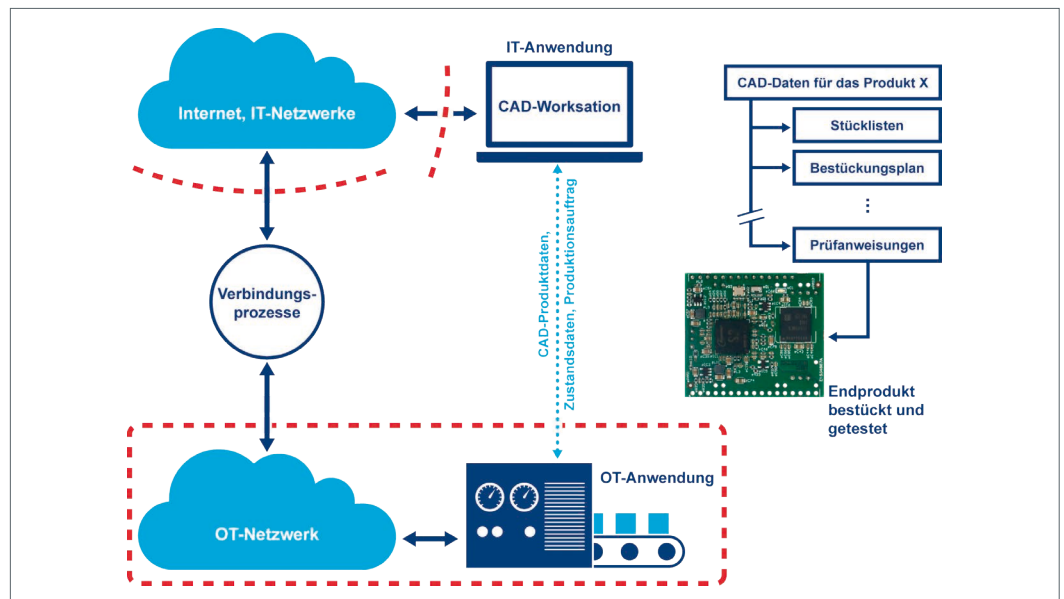 IT-Anwendung
Internet, IT-Netzwerke
CAD-Worksation
CAD-Daten für das Produkt X
Stücklisten
Bestückungsplan
...
Prüfanweisungen
Verbindungs-
prozesse
CAD-Produktdaten,
Zustandsdaten, Produktionsauftrag
Endprodukt
bestückt und
getestet
OT-Anwendung
OT-Netzwerk